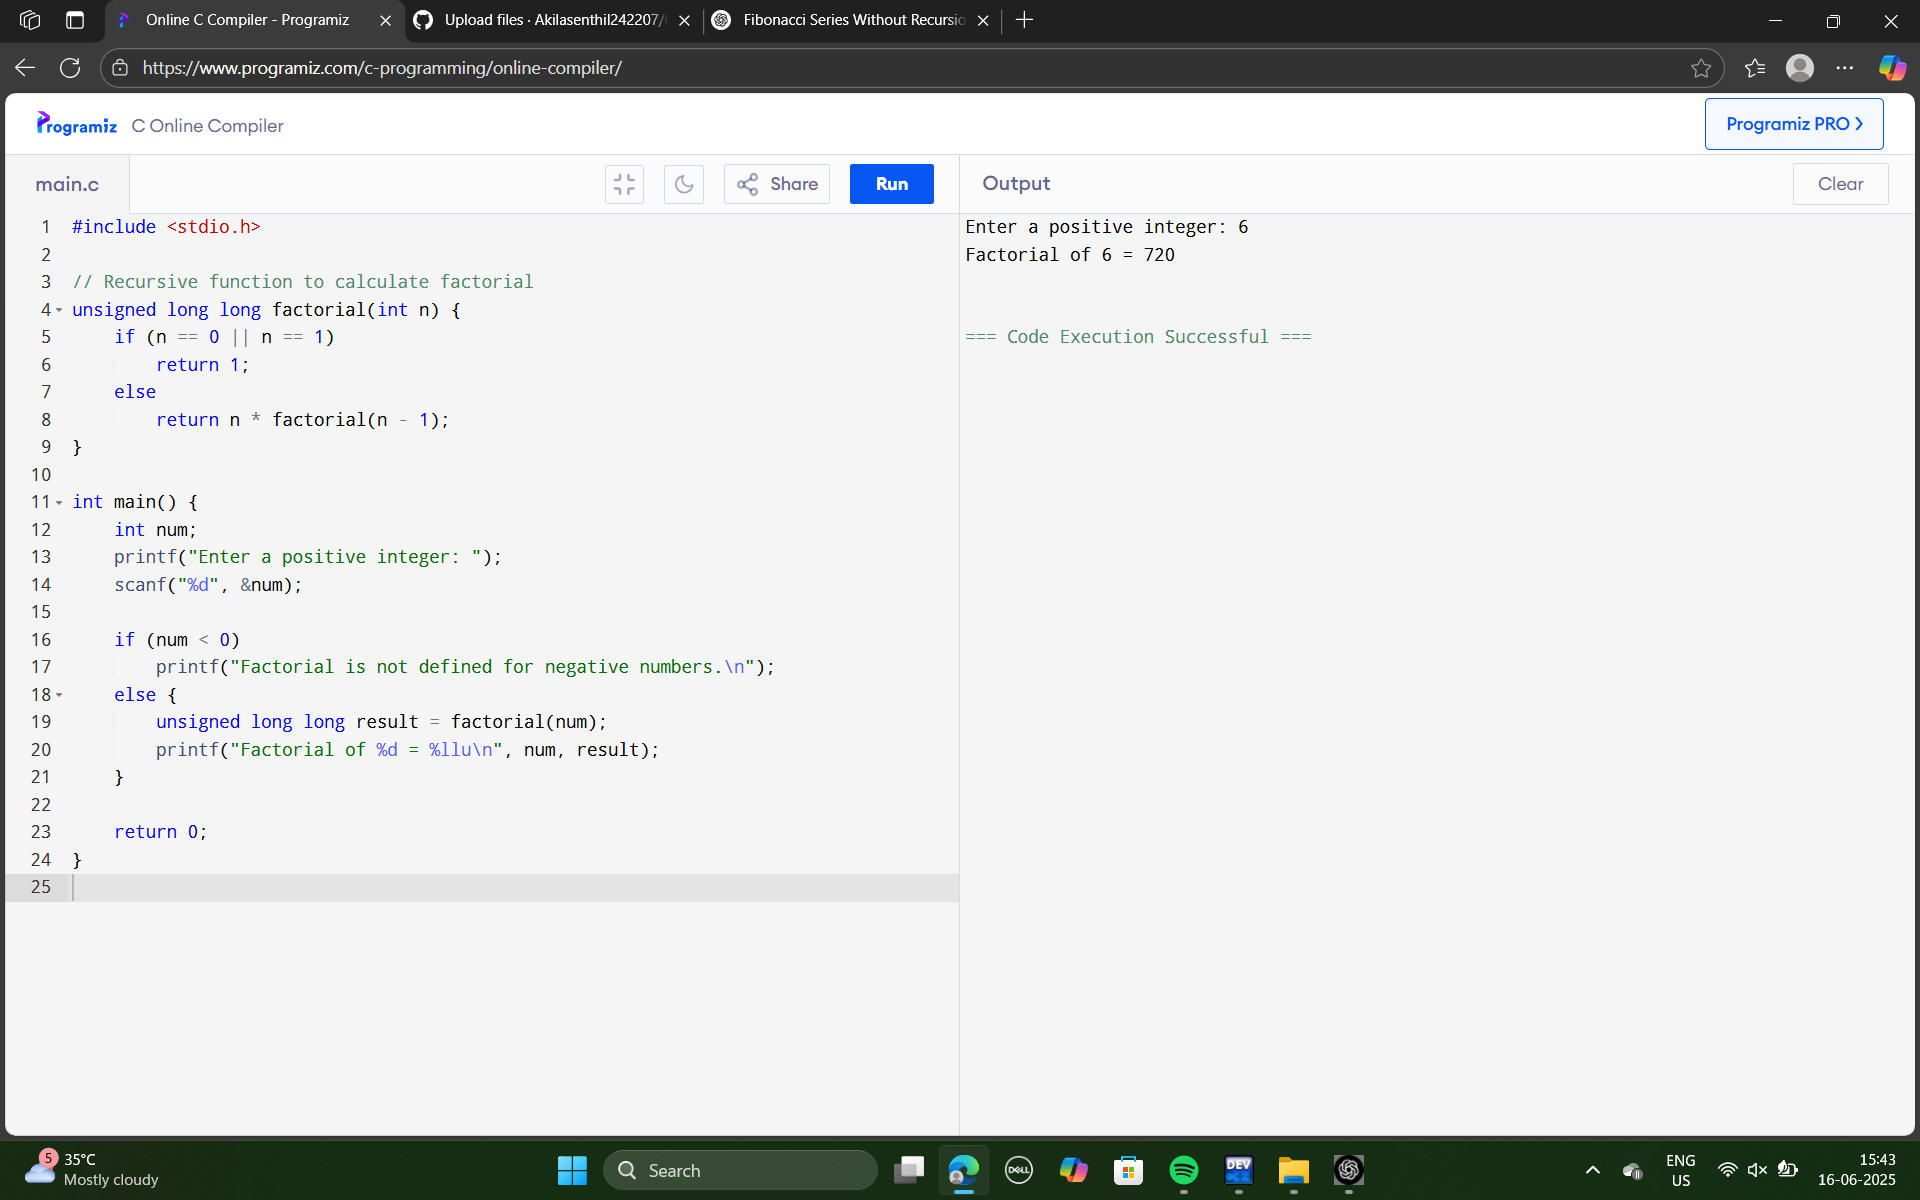 Online C Compiler - Programiz
Upload files · Akilasenthil242207/
Fibonacci Series Without Recursio
https://www.programiz.com/c-programming/online-compiler/
Programiz C Online Compiler
Programiz PRO
main.c
Share
Run
Output
Clear
1 #include <stdio.h>
2
3 // Recursive function to calculate factorial
4 unsigned long long factorial(int n) {
5     if (n == 0 || n == 1)
6         return 1;
7     else
8         return n * factorial(n - 1);
9 }
10
11 int main() {
12     int num;
13     printf("Enter a positive integer: ");
14     scanf("%d", &num);
15
16     if (num < 0)
17         printf("Factorial is not defined for negative numbers.\n");
18     else {
19         unsigned long long result = factorial(num);
20         printf("Factorial of %d = %llu\n", num, result);
21     }
22
23     return 0;
24 }
25
Enter a positive integer: 6
Factorial of 6 = 720
=== Code Execution Successful ===
5
35°C
Mostly cloudy
Search
DELL
DEV
ENG
US
15:43
16-06-2025